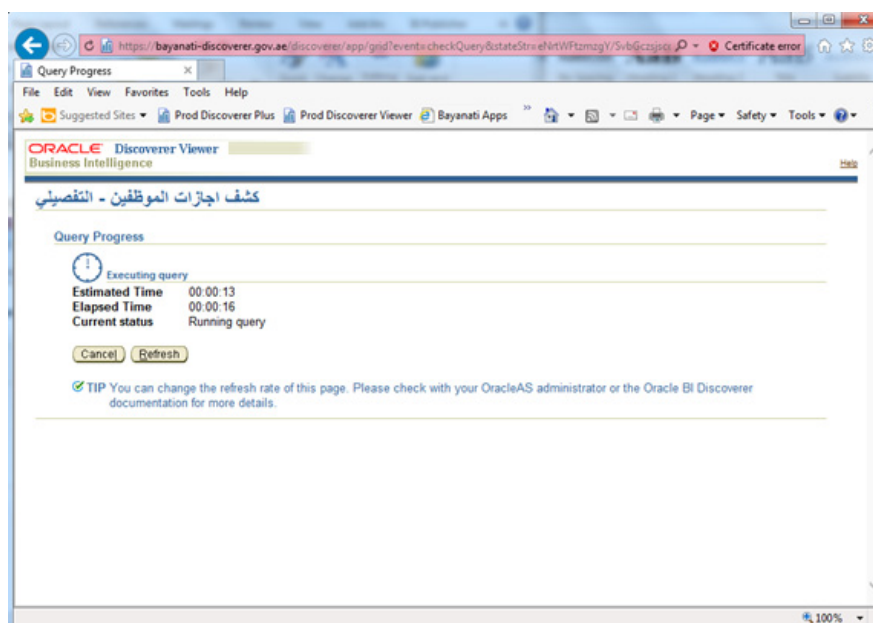 https://bayanati-discoverer.gov.ae/discoverer/app/grid?event=checkQuery&stateStr=
Certificate error
Query Progress
File Edit View Favorites Tools Help
Suggested Sites Prod Discoverer Plus Prod Discoverer Viewer Bayanati Apps » Page Safety Tools
ORACLE Discoverer Viewer
Business Intelligence
Help
كشف اجازات الموظفين - التفصيلي
Query Progress
Executing query
Estimated Time 00:00:13
Elapsed Time 00:00:16
Current status Running query
Cancel Refresh
TIP You can change the refresh rate of this page. Please check with your OracleAS administrator or the Oracle BI Discoverer
documentation for more details.
100%